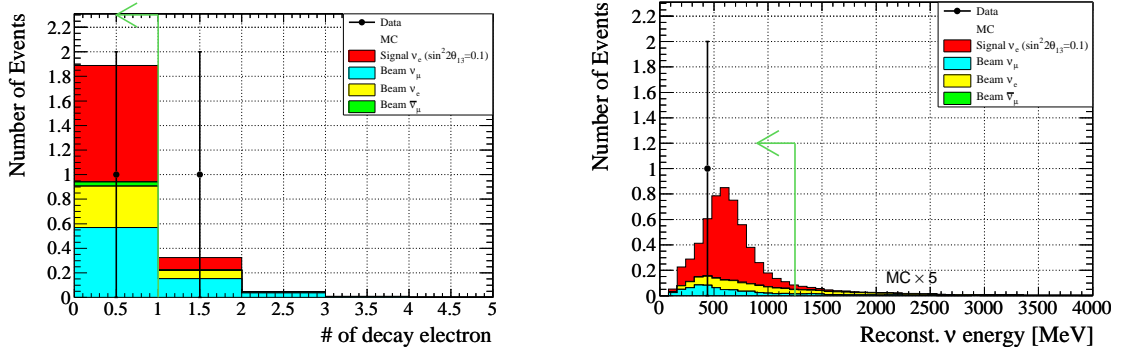 Number of Events
2.2
2
1.8
1.6
1.4
1.2
1
0.8
0.6
0.4
0.2
0
Data
MC
Signal νe (sin²2θ13=0.1)
Beam νμ
Beam νe
Beam ν̅μ
0 0.5 1 1.5 2 2.5 3 3.5 4 4.5 5
# of decay electron
Number of Events
2.2
2
1.8
1.6
1.4
1.2
1
0.8
0.6
0.4
0.2
0
Data
MC
Signal νe (sin²2θ13=0.1)
Beam νμ
Beam νe
Beam ν̅μ
MC × 5
0 500 1000 1500 2000 2500 3000 3500 4000
Reconst. ν energy [MeV]